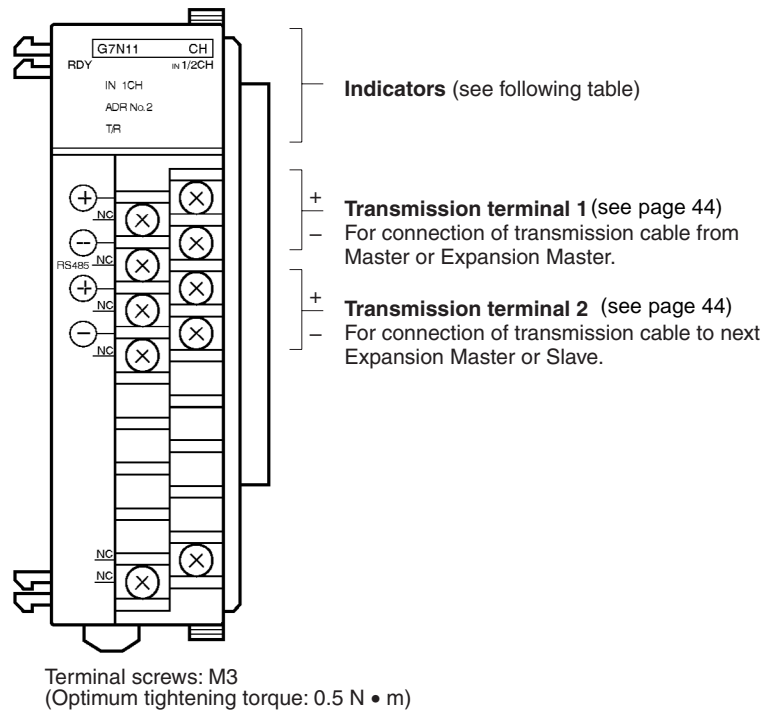 G7N11 CH
RDY IN 1/2CH
IN 1CH
ADR No.2
T/R
Indicators (see following table)
+
NC
–
RS485 NC
+
NC
–
NC
+
Transmission terminal 1 (see page 44)
–
For connection of transmission cable from
Master or Expansion Master.
+
Transmission terminal 2 (see page 44)
–
For connection of transmission cable to next
Expansion Master or Slave.
NC
NC
Terminal screws: M3
(Optimum tightening torque: 0.5 N • m)